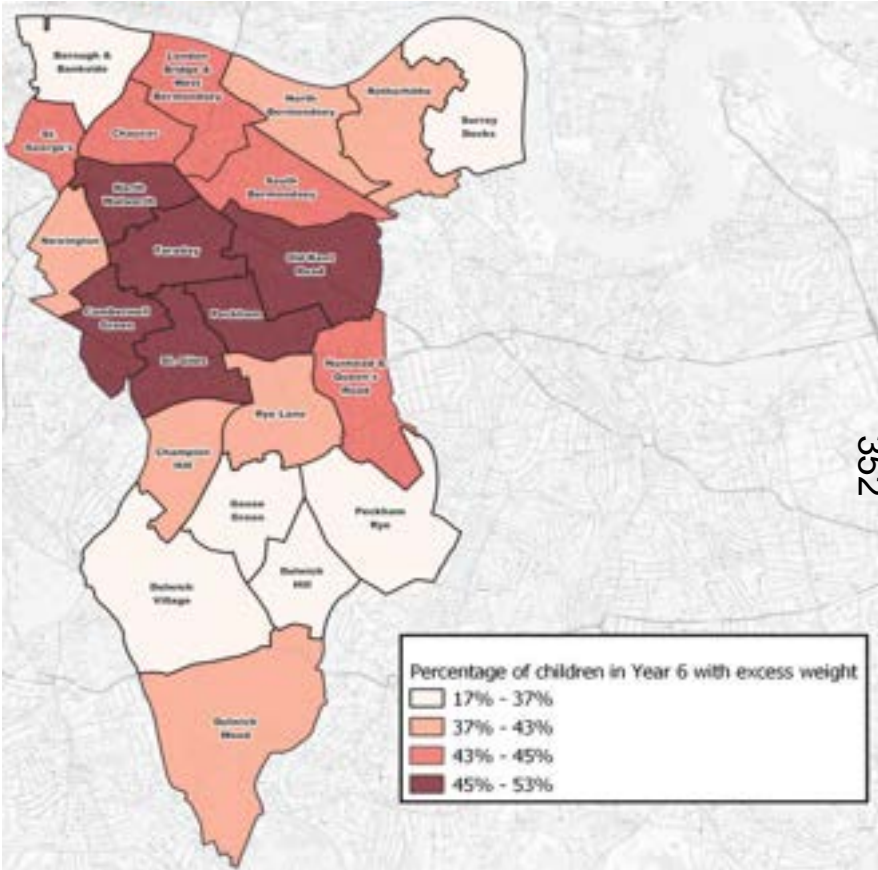 Borough &
Bankside
London
Bridge &
West
Bermondsey
North
Bermondsey
Rotherhithe
Surrey
Docks
St.
George's
Chaucer
South
Bermondsey
North
Walworth
Newington
Faraday
Old Kent
Road
Camberwell
Green
Peckham
St. Giles
Nunhead &
Queen's
Road
Rye Lane
Champion
Hill
Goose
Green
Peckham
Rye
Dulwich
Village
Dulwich
Hill
Dulwich
Wood
352
Percentage of children in Year 6 with excess weight
17% - 37%
37% - 43%
43% - 45%
45% - 53%